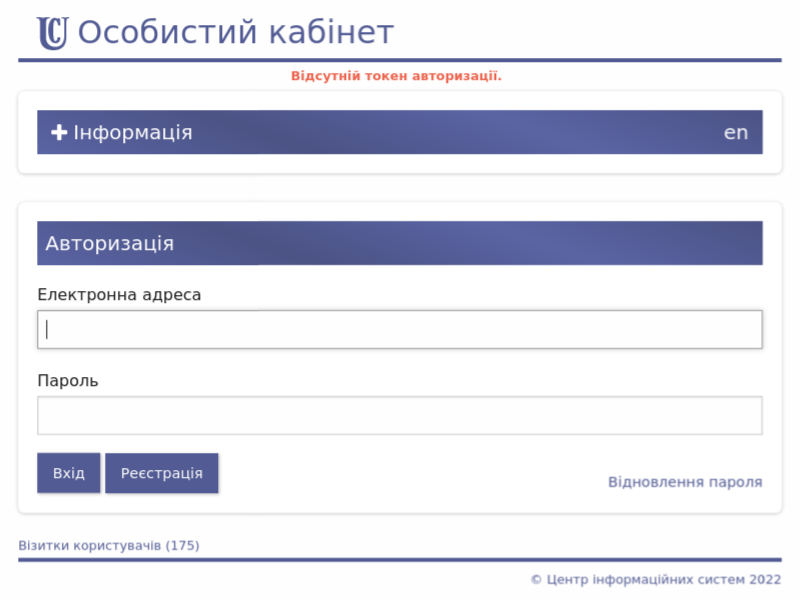 Особистий кабінет
Відсутній токен авторизації.
Інформація
en
Авторизація
Електронна адреса
Пароль
Вхід
Реєстрація
Відновлення пароля
Візитки користувачів (175)
© Центр інформаційних систем 2022